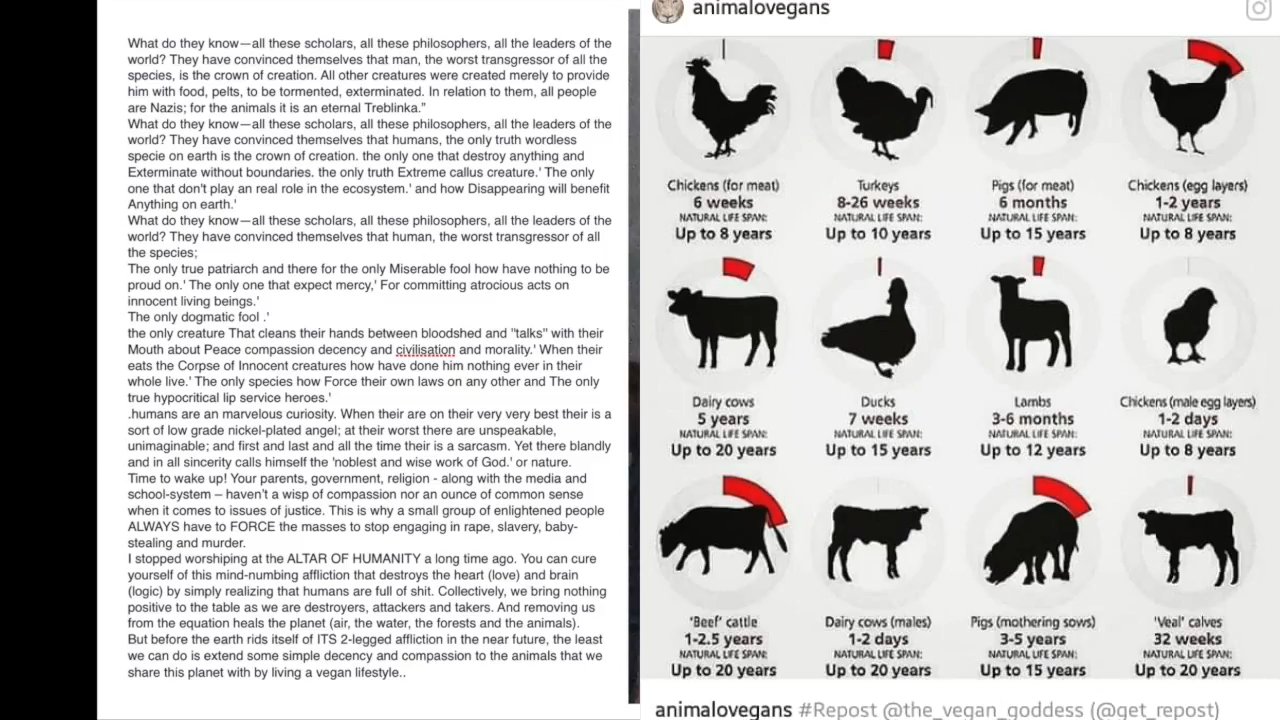 What do they know—all these scholars, all these philosophers, all the leaders of the
world? They have convinced themselves that man, the worst transgressor of all the
species, is the crown of creation. All other creatures were created merely to provide
him with food, pelts, to be tormented, exterminated. In relation to them, all people
are Nazis; for the animals it is an eternal Treblinka.”
What do they know—all these scholars, all these philosophers, all the leaders of the
world? They have convinced themselves that humans, the only truth wordless
specie on earth is the crown of creation. the only one that destroy anything and
Exterminate without boundaries. the only truth Extreme callus creature.' The only
one that don't play an real role in the ecosystem.' and how Disappearing will benefit
Anything on earth.'
What do they know—all these scholars, all these philosophers, all the leaders of the
world? They have convinced themselves that human, the worst transgressor of all
the species;
The only true patriarch and there for the only Miserable fool how have nothing to be
proud on.' The only one that expect mercy,' For committing atrocious acts on
innocent living beings.'
The only dogmatic fool .'
the only creature That cleans their hands between bloodshed and "talks" with their
Mouth about Peace compassion decency and civilisation and morality.' When their
eats the Corpse of Innocent creatures how have done him nothing ever in their
whole live.' The only species how Force their own laws on any other and The only
true hypocritical lip service heroes.'
.humans are an marvelous curiosity. When their are on their very very best their is a
sort of low grade nickel-plated angel; at their worst there are unspeakable,
unimaginable; and first and last and all the time their is a sarcasm. Yet there blandly
and in all sincerity calls himself the 'noblest and wise work of God.' or nature.
Time to wake up! Your parents, government, religion - along with the media and
school-system – haven’t a wisp of compassion nor an ounce of common sense
when it comes to issues of justice. This is why a small group of enlightened people
ALWAYS have to FORCE the masses to stop engaging in rape, slavery, baby-
stealing and murder.
I stopped worshiping at the ALTAR OF HUMANITY a long time ago. You can cure
yourself of this mind-numbing affliction that destroys the heart (love) and brain
(logic) by simply realizing that humans are full of shit. Collectively, we bring nothing
positive to the table as we are destroyers, attackers and takers. And removing us
from the equation heals the planet (air, the water, the forests and the animals).
But before the earth rids itself of ITS 2-legged affliction in the near future, the least
we can do is extend some simple decency and compassion to the animals that we
share this planet with by living a vegan lifestyle..
animalovegans
Chickens (for meat)
6 weeks
NATURAL LIFE SPAN:
Up to 8 years
Turkeys
8-26 weeks
NATURAL LIFE SPAN:
Up to 10 years
Pigs (for meat)
6 months
NATURAL LIFE SPAN:
Up to 15 years
Chickens (egg layers)
1-2 years
NATURAL LIFE SPAN:
Up to 8 years
Dairy cows
5 years
NATURAL LIFE SPAN:
Up to 20 years
Ducks
7 weeks
NATURAL LIFE SPAN:
Up to 15 years
Lambs
3-6 months
NATURAL LIFE SPAN:
Up to 12 years
Chickens (male egg layers)
1-2 days
NATURAL LIFE SPAN:
Up to 8 years
'Beef' cattle
1-2.5 years
NATURAL LIFE SPAN:
Up to 20 years
Dairy cows (males)
1-2 days
NATURAL LIFE SPAN:
Up to 20 years
Pigs (mothering sows)
3-5 years
NATURAL LIFE SPAN:
Up to 15 years
'Veal' calves
32 weeks
NATURAL LIFE SPAN:
Up to 20 years
animalovegans #Repost @the_vegan_goddess (@get_repost)